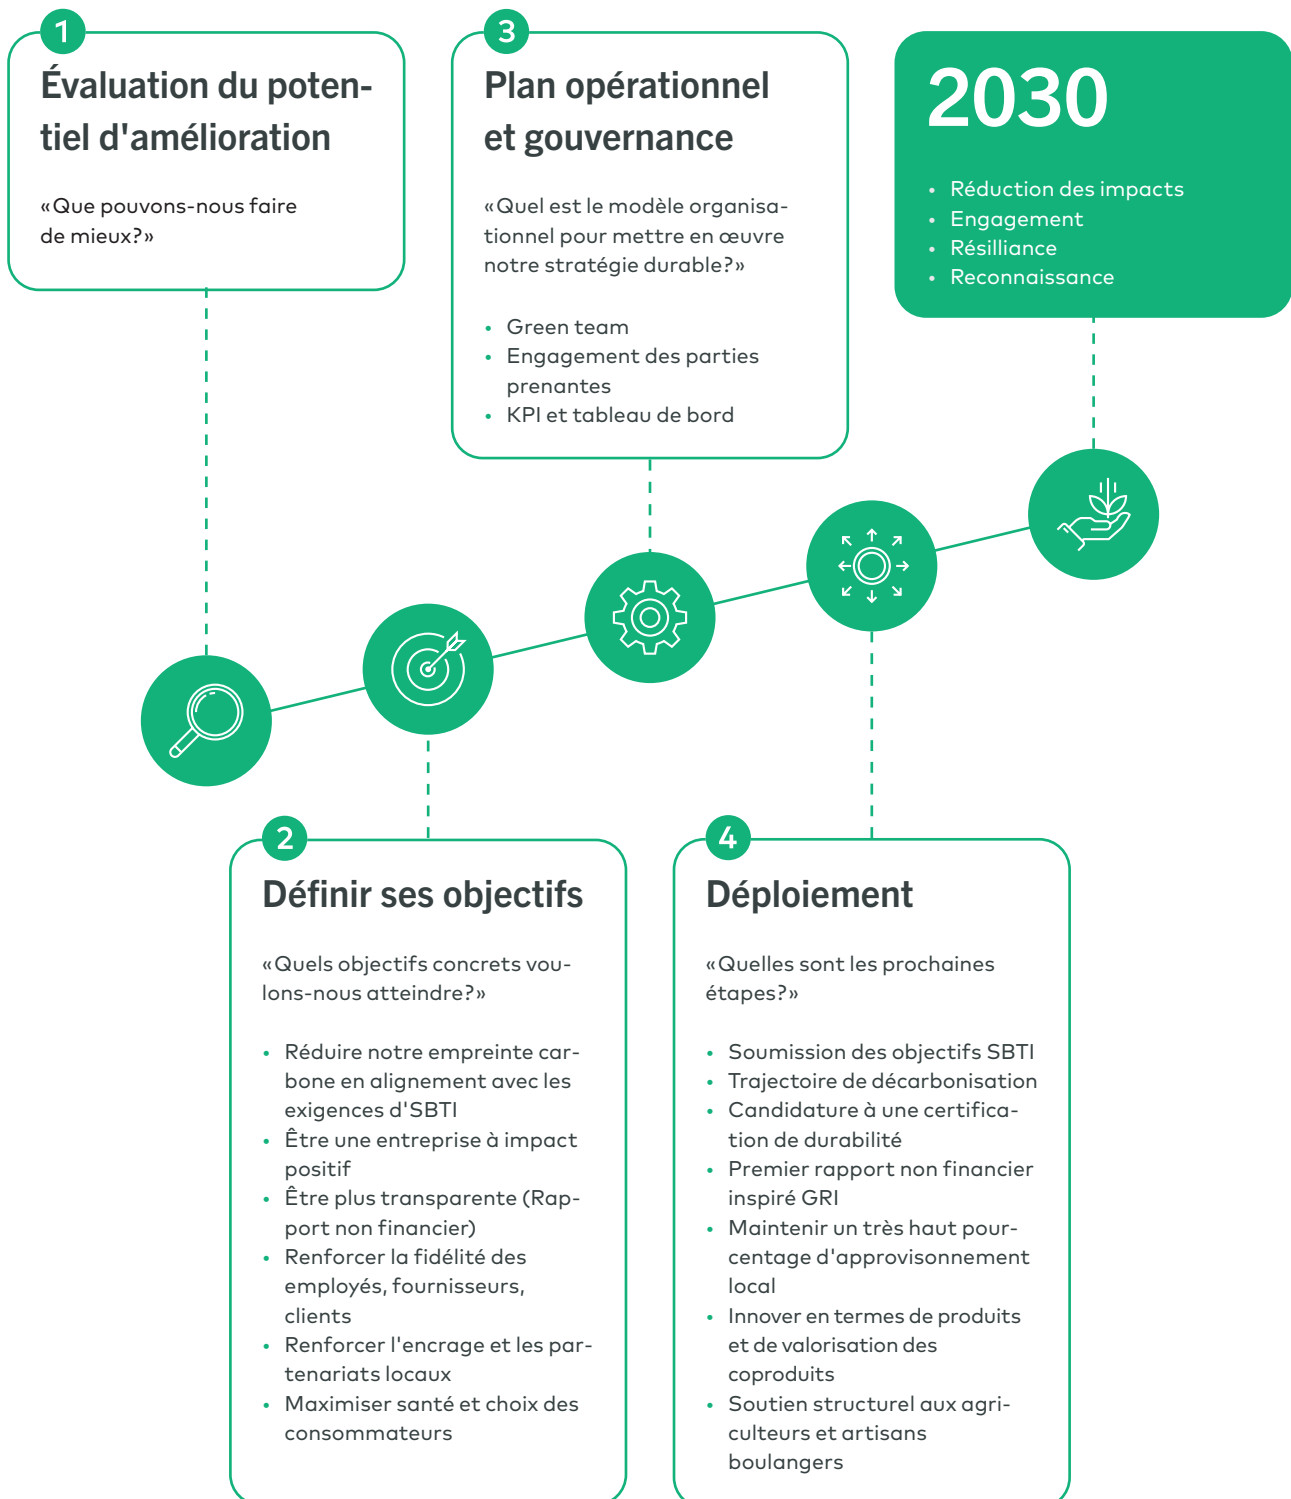 1
Évaluation du poten-
tiel d'amélioration
«Que pouvons-nous faire
de mieux?»
3
Plan opérationnel
et gouvernance
«Quel est le modèle organisa-
tionnel pour mettre en œuvre
notre stratégie durable?»
• Green team
• Engagement des parties
prenantes
• KPI et tableau de bord
2030
• Réduction des impacts
• Engagement
• Résilliance
• Reconnaissance
2
Définir ses objectifs
«Quels objectifs concrets vou-
lons-nous atteindre?»
• Réduire notre empreinte car-
bone en alignement avec les
exigences d'SBTI
• Être une entreprise à impact
positif
• Être plus transparente (Rap-
port non financier)
• Renforcer la fidélité des
employés, fournisseurs,
clients
• Renforcer l'encrage et les par-
tenariats locaux
• Maximiser santé et choix des
consommateurs
4
Déploiement
«Quelles sont les prochaines
étapes?»
• Soumission des objectifs SBTI
• Trajectoire de décarbonisation
• Candidature à une certifica-
tion de durabilité
• Premier rapport non financier
inspiré GRI
• Maintenir un très haut pour-
centage d'approvisonnement
local
• Innover en termes de produits
et de valorisation des
coproduits
• Soutien structurel aux agri-
culteurs et artisans
boulangers